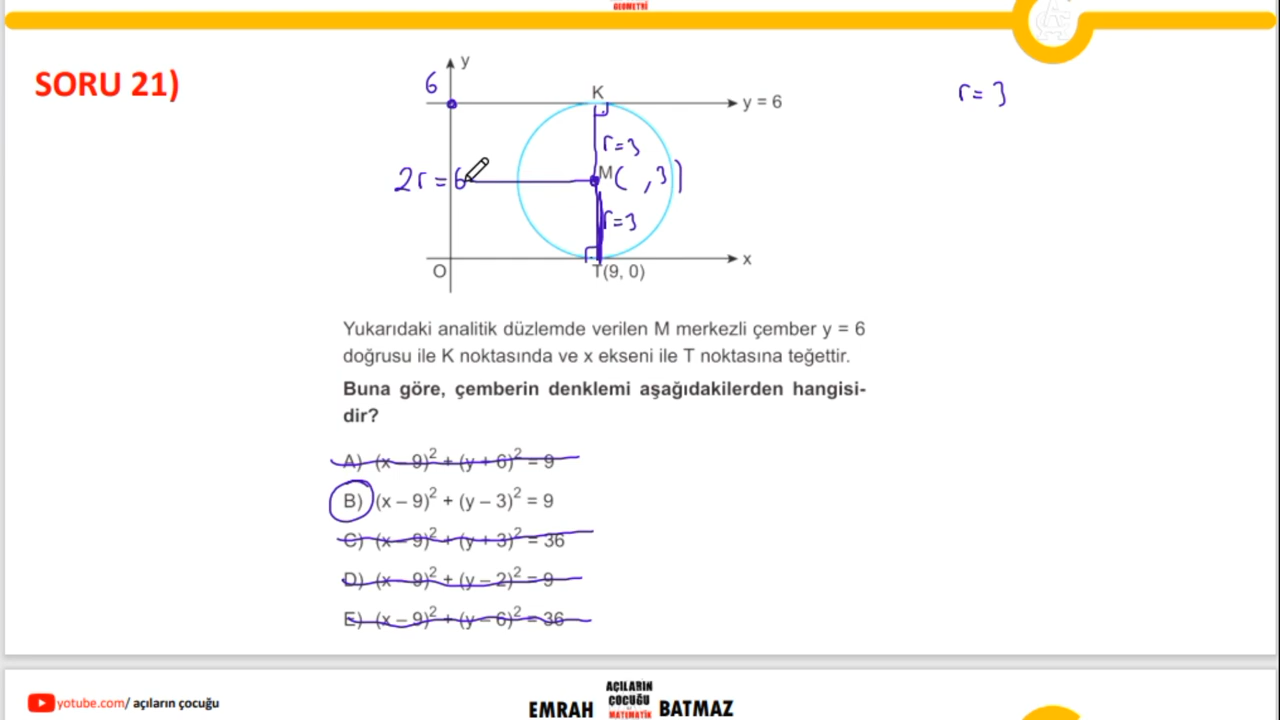 GEOMETRİ
SORU 21)
y
6
K
y = 6
r = 3
r = 3
2r = 6
M( , 3)
r = 3
O
T(9, 0)
x
Yukarıdaki analitik düzlemde verilen M merkezli çember y = 6
doğrusu ile K noktasında ve x ekseni ile T noktasına teğettir.
Buna göre, çemberin denklemi aşağıdakilerden hangisi-
dir?
A) (x – 9)² + (y + 6)² = 9
B) (x – 9)² + (y – 3)² = 9
C) (x – 9)² + (y + 3)² = 36
D) (x – 9)² + (y – 2)² = 9
E) (x – 9)² + (y – 6)² = 36
yotube.com/ açıların çocuğu
EMRAH
AÇILARIN
ÇOCUĞU
MATEMATİK
BATMAZ